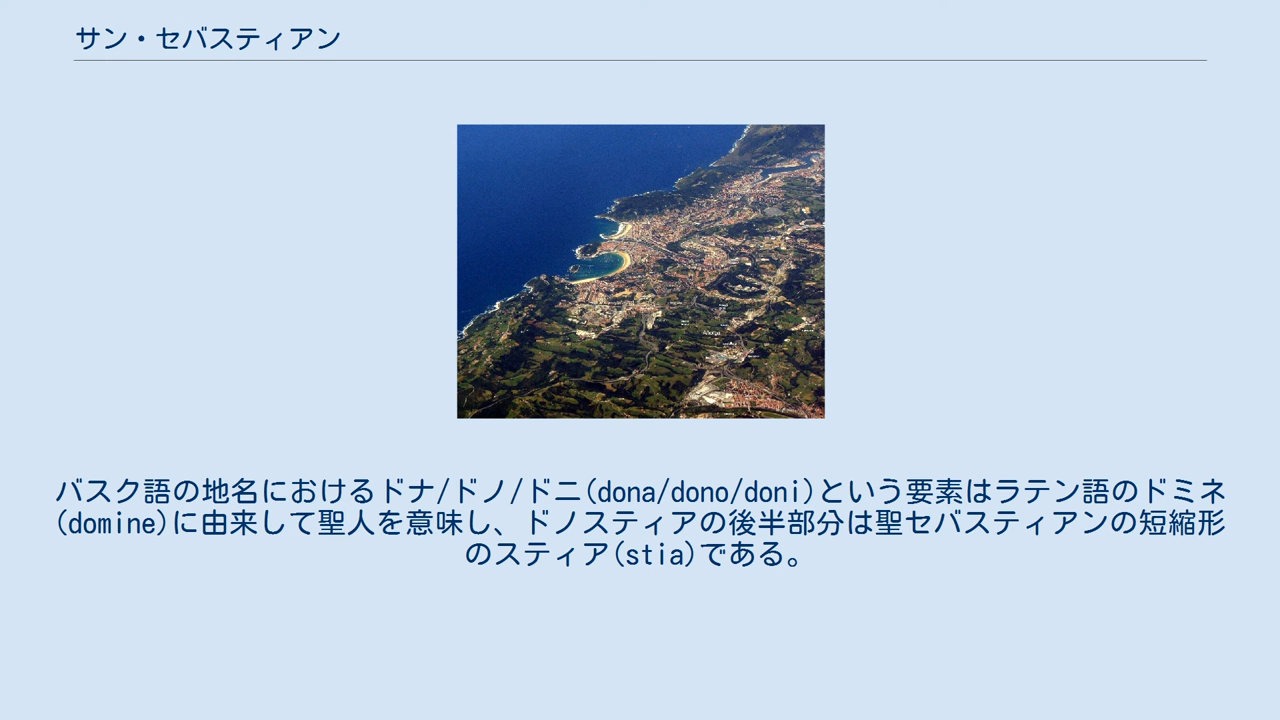 サン・セバスティアン
バスク語の地名におけるドナ/ドノ/ドニ(dona/dono/doni)という要素はラテン語のドミネ
(domine)に由来して聖人を意味し、ドノスティアの後半部分は聖セバスティアンの短縮形
のスティア(stia)である。